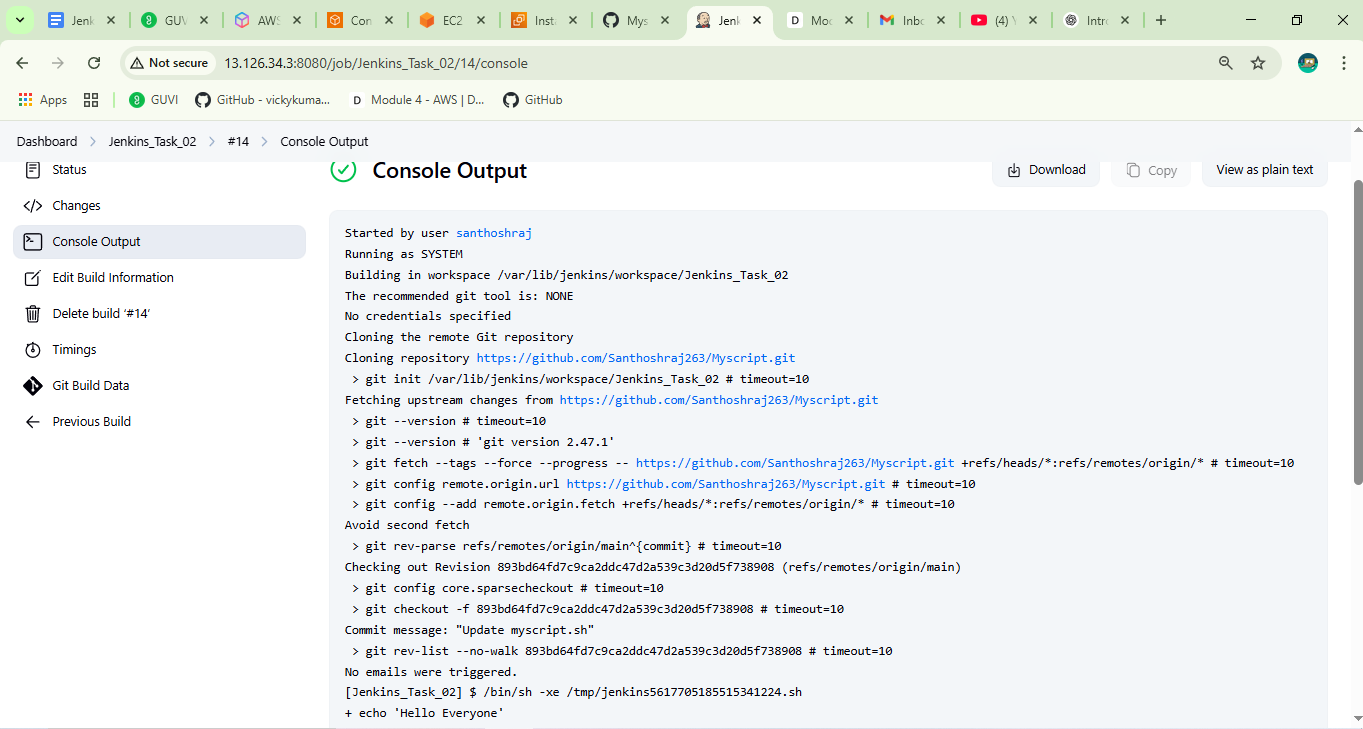 Jenk
GUV
AWS
Con
EC2
Insta
Mys
Jenk
D Mod
Inbo
(4) Y
Intro
Not secure 13.126.34.3:8080/job/Jenkins_Task_02/14/console
Apps
GUVI
GitHub - vickykuma...
D Module 4 - AWS | D...
GitHub
Dashboard > Jenkins_Task_02 > #14 > Console Output
Status
Changes
Console Output
Edit Build Information
Delete build ‘#14’
Timings
Git Build Data
Previous Build
Console Output
Download
Copy
View as plain text
Started by user santhoshraj
Running as SYSTEM
Building in workspace /var/lib/jenkins/workspace/Jenkins_Task_02
The recommended git tool is: NONE
No credentials specified
Cloning the remote Git repository
Cloning repository https://github.com/Santhoshraj263/Myscript.git
> git init /var/lib/jenkins/workspace/Jenkins_Task_02 # timeout=10
Fetching upstream changes from https://github.com/Santhoshraj263/Myscript.git
> git --version # timeout=10
> git --version # 'git version 2.47.1'
> git fetch --tags --force --progress -- https://github.com/Santhoshraj263/Myscript.git +refs/heads/*:refs/remotes/origin/* # timeout=10
> git config remote.origin.url https://github.com/Santhoshraj263/Myscript.git # timeout=10
> git config --add remote.origin.fetch +refs/heads/*:refs/remotes/origin/* # timeout=10
Avoid second fetch
> git rev-parse refs/remotes/origin/main^{commit} # timeout=10
Checking out Revision 893bd64fd7c9ca2ddc47d2a539c3d20d5f738908 (refs/remotes/origin/main)
> git config core.sparsecheckout # timeout=10
> git checkout -f 893bd64fd7c9ca2ddc47d2a539c3d20d5f738908 # timeout=10
Commit message: "Update myscript.sh"
> git rev-list --no-walk 893bd64fd7c9ca2ddc47d2a539c3d20d5f738908 # timeout=10
No emails were triggered.
[Jenkins_Task_02] $ /bin/sh -xe /tmp/jenkins5617705185515341224.sh
+ echo 'Hello Everyone'